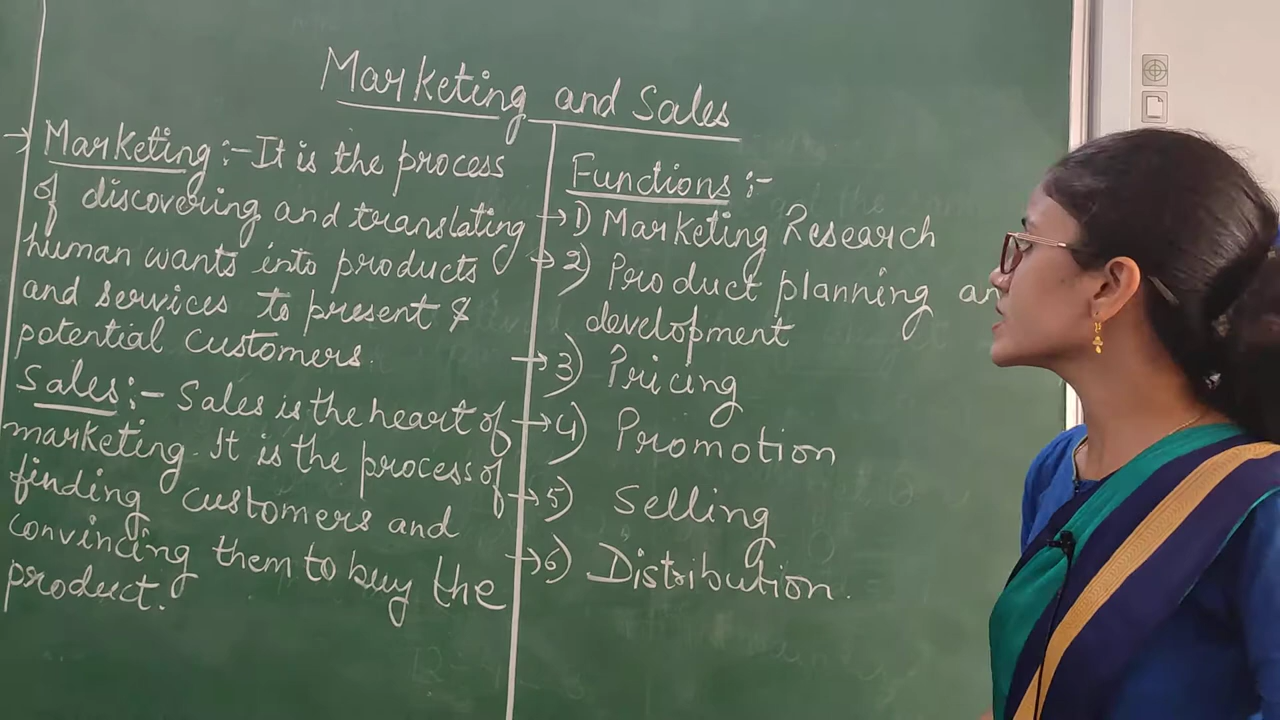 Marketing and Sales
→ Marketing :- It is the process
of discovering and translating
human wants into products
and services to present &
potential customers.
Sales :- Sales is the heart of
marketing. It is the process of
finding customers and
convincing them to buy the
product.
Functions :-
→ 1) Marketing Research
→ 2) Product planning an
development
→ 3) Pricing
→ 4) Promotion
→ 5) Selling
→ 6) Distribution.